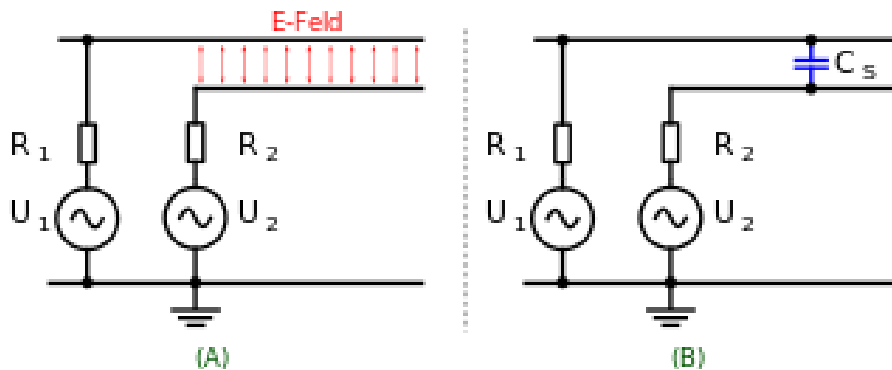 E-Feld
R1 R2
U1 U2
(A)
CS
R1 R2
U1 U2
(B)